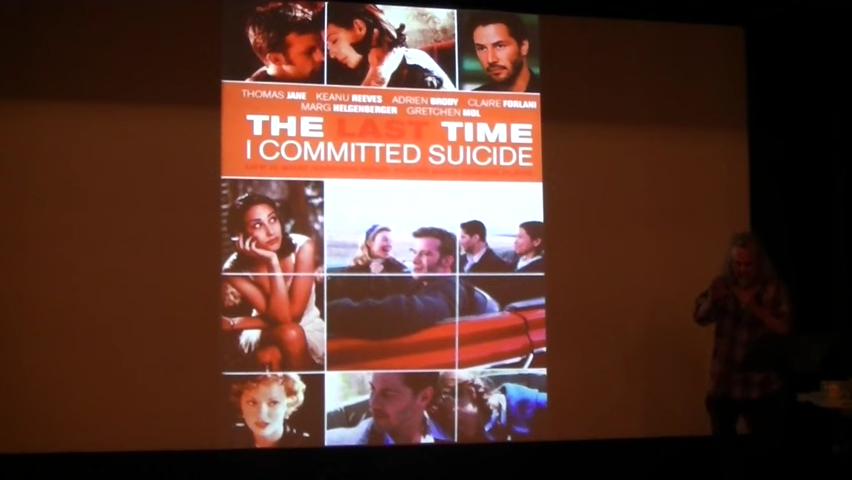 THOMAS JANE KEANU REEVES ADRIEN BRODY CLAIRE FORLANI
MARG HELGENBERGER GRETCHEN MOL
THE LAST TIME
I COMMITTED SUICIDE